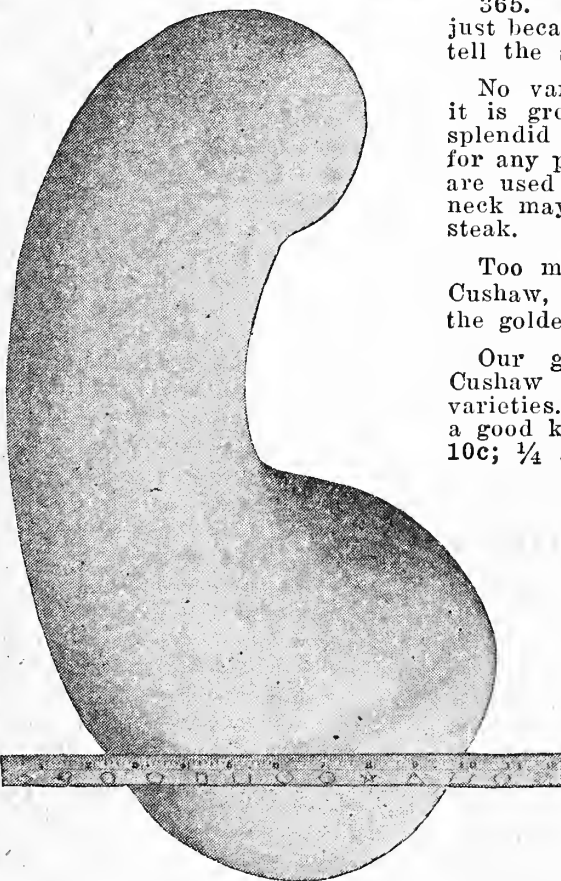 365.
just beca
tell the
No va
it is gro
splendid
for any p
are used
neck may
steak.
Too m
Cushaw,
the golde
Our g
Cushaw
varieties.
a good k
10c; ¼